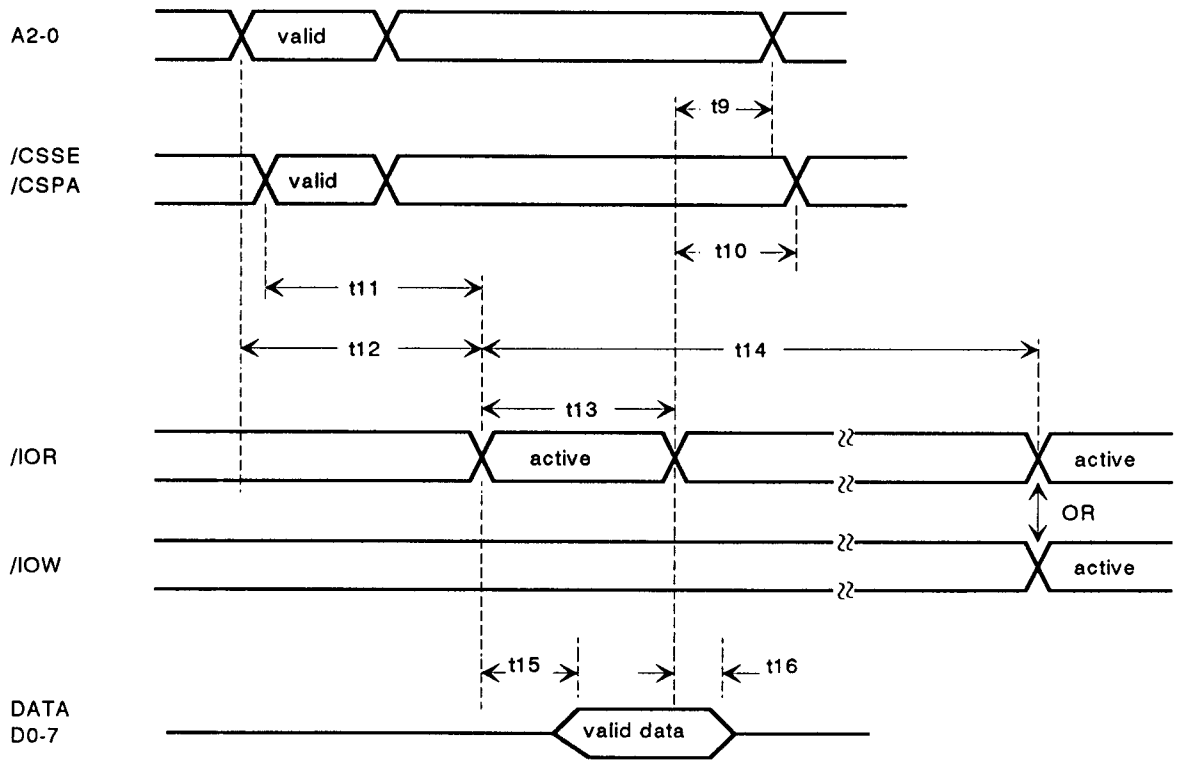 A2-0
valid
t9
/CSSE
/CSPA
valid
t10
t11
t12
t14
t13
/IOR
active
active
OR
/IOW
active
t15
t16
DATA
D0-7
valid data